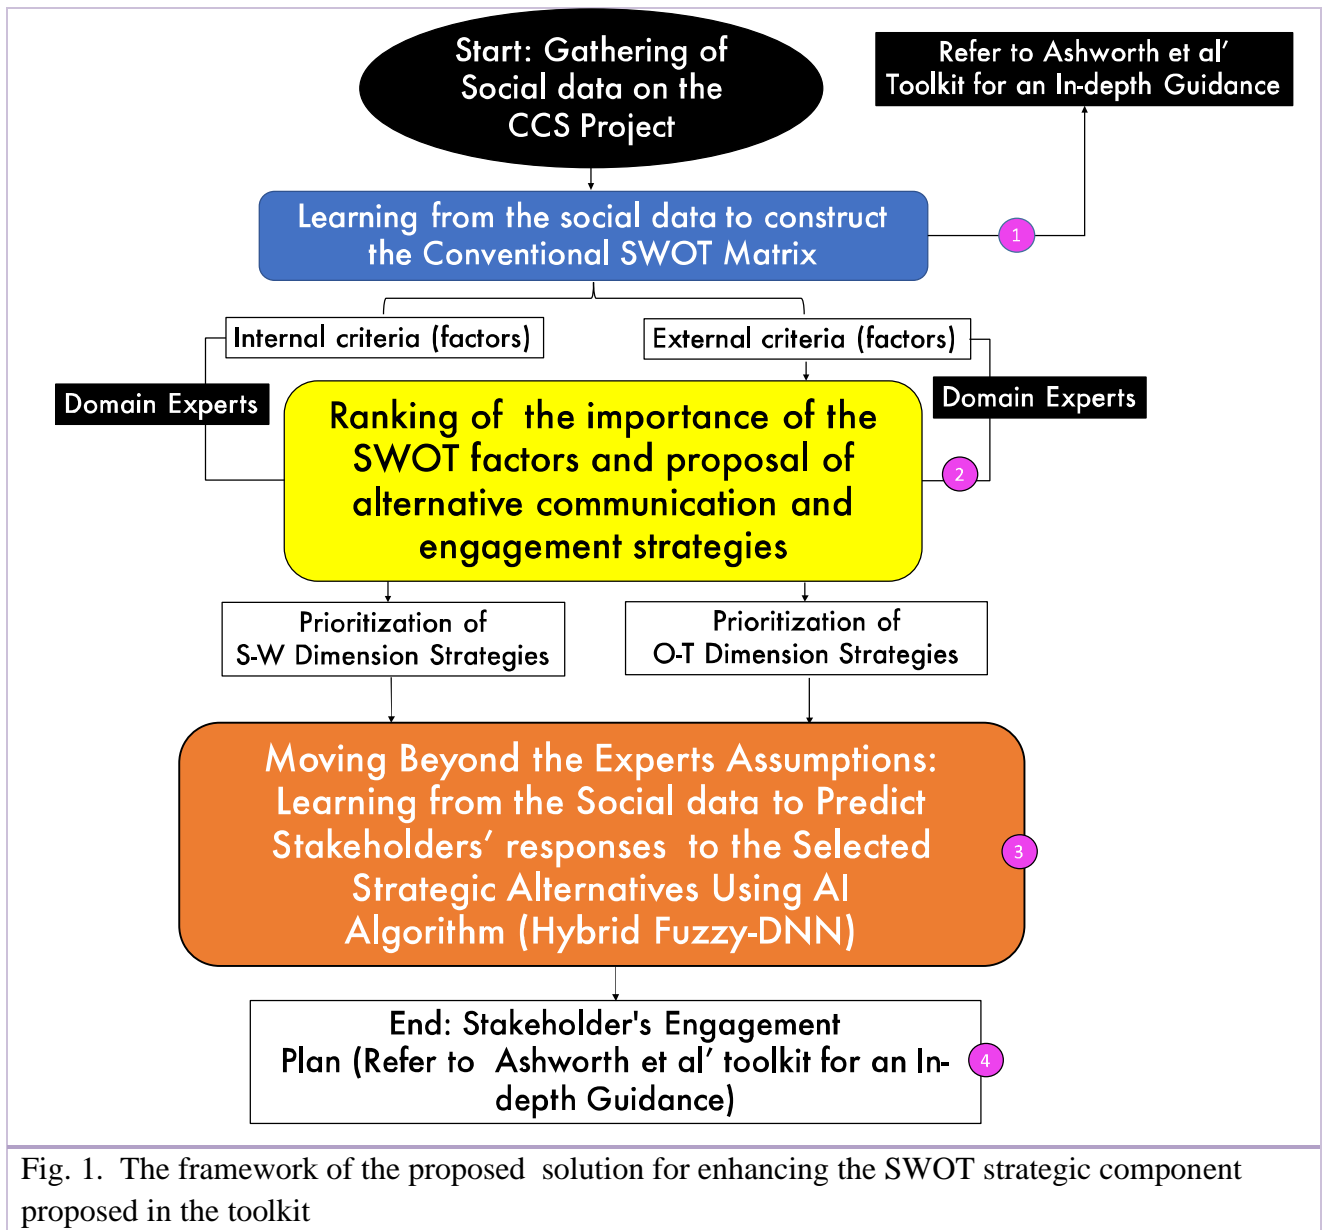 Start: Gathering of
Social data on the
CCS Project
Refer to Ashworth et al’
Toolkit for an In-depth Guidance
Learning from the social data to construct
the Conventional SWOT Matrix
1
Internal criteria (factors)
External criteria (factors)
Domain Experts
Domain Experts
Ranking of the importance of the
SWOT factors and proposal of
alternative communication and
engagement strategies
2
Prioritization of
S-W Dimension Strategies
Prioritization of
O-T Dimension Strategies
Moving Beyond the Experts Assumptions:
Learning from the Social data to Predict
Stakeholders’ responses to the Selected
Strategic Alternatives Using AI
Algorithm (Hybrid Fuzzy-DNN)
3
End: Stakeholder's Engagement
Plan (Refer to Ashworth et al’ toolkit for an In-
depth Guidance)
4
Fig. 1. The framework of the proposed solution for enhancing the SWOT strategic component
proposed in the toolkit